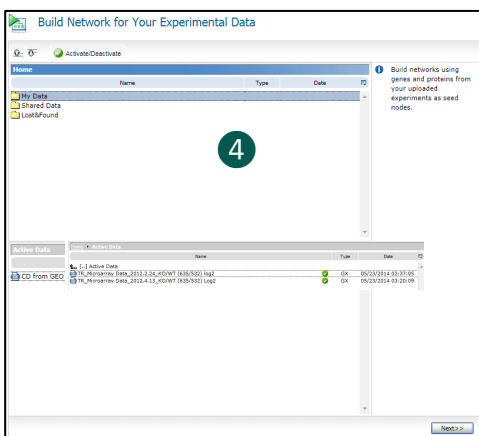 Build Network for Your Experimental Data
Activate/Deactivate
Home
Name Type Date
My Data
Shared Data
Lost&Found
4
Build networks using
genes and proteins from
your uploaded
experiments as seed
nodes.
Active Data
Home Active Data
Name Type Date
[..] Active Data
CD from GEO
TR_Microarray Data_2012.2.24_KO/WT (635/532) log2 GX 05/23/2014 02:37:05
TR_Microarray Data_2012.4.13_KO/WT (635/532) Log2 GX 05/23/2014 03:20:09
Next>>